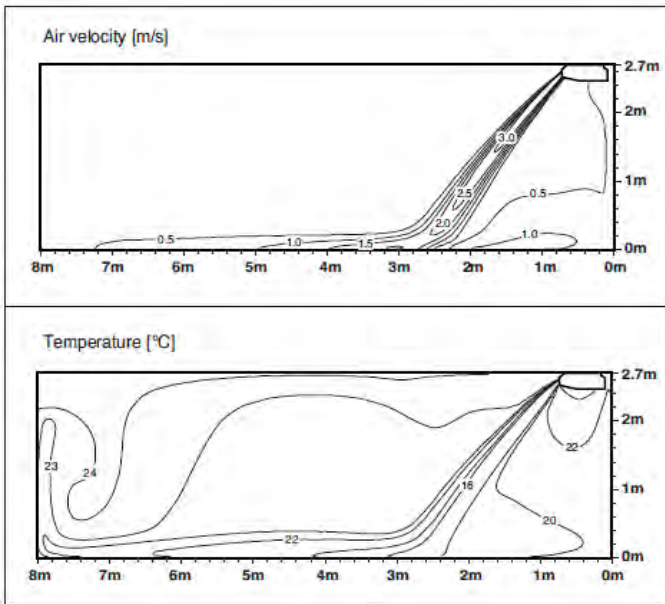 Air velocity [m/s]
2.7m
2m
3.0
2.5
1m
0.5
2.0
0.5
1.0
1.5
1.0
0m
8m 7m 6m 5m 4m 3m 2m 1m 0m
Temperature [°C]
2.7m
2m
22
23
24
16
1m
20
22
0m
8m 7m 6m 5m 4m 3m 2m 1m 0m